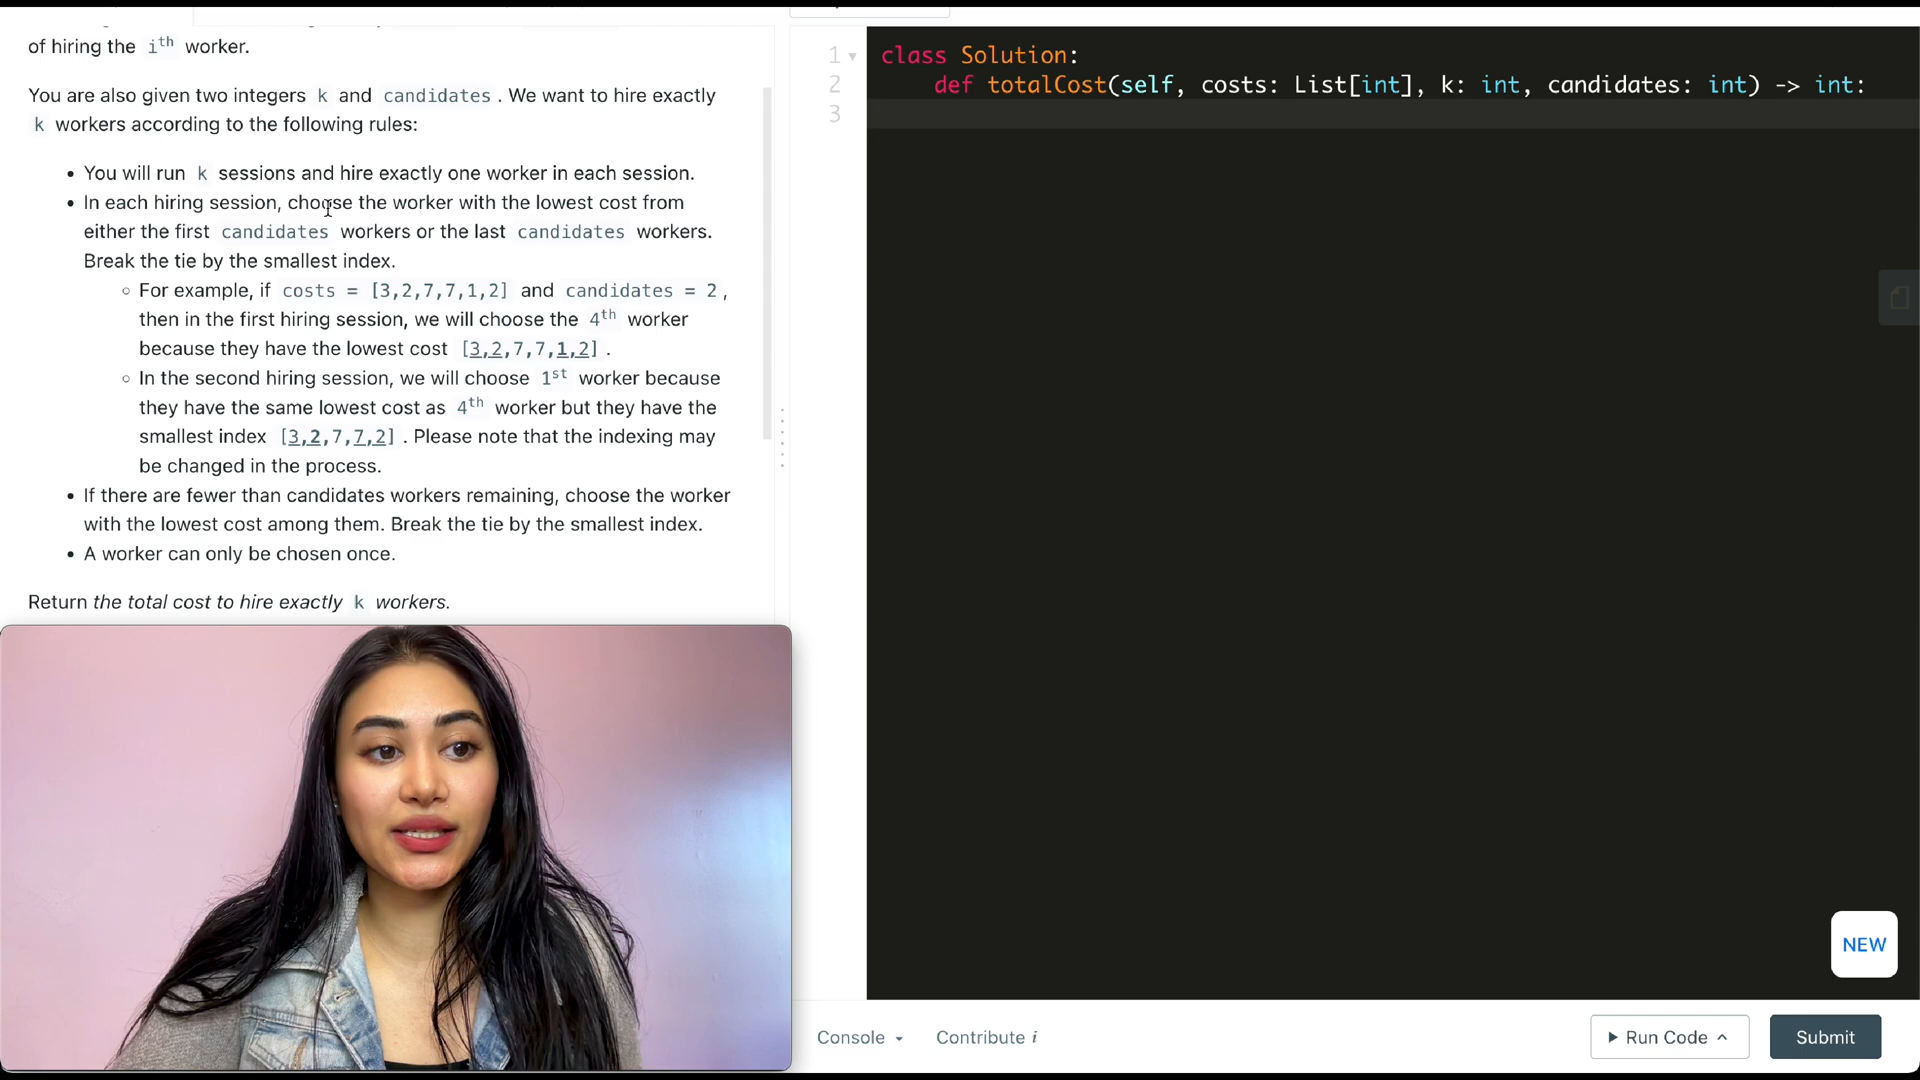 of hiring the ith worker.
You are also given two integers k and candidates. We want to hire exactly
k workers according to the following rules:
• You will run k sessions and hire exactly one worker in each session.
• In each hiring session, choose the worker with the lowest cost from
either the first candidates workers or the last candidates workers.
Break the tie by the smallest index.
◦ For example, if costs = [3,2,7,7,1,2] and candidates = 2,
then in the first hiring session, we will choose the 4th worker
because they have the lowest cost [3,2,7,7,1,2].
◦ In the second hiring session, we will choose 1st worker because
they have the same lowest cost as 4th worker but they have the
smallest index [3,2,7,7,2]. Please note that the indexing may
be changed in the process.
• If there are fewer than candidates workers remaining, choose the worker
with the lowest cost among them. Break the tie by the smallest index.
• A worker can only be chosen once.
Return the total cost to hire exactly k workers.
1 class Solution:
2 def totalCost(self, costs: List[int], k: int, candidates: int) -> int:
3
NEW
Console
Contribute i
Run Code
Submit